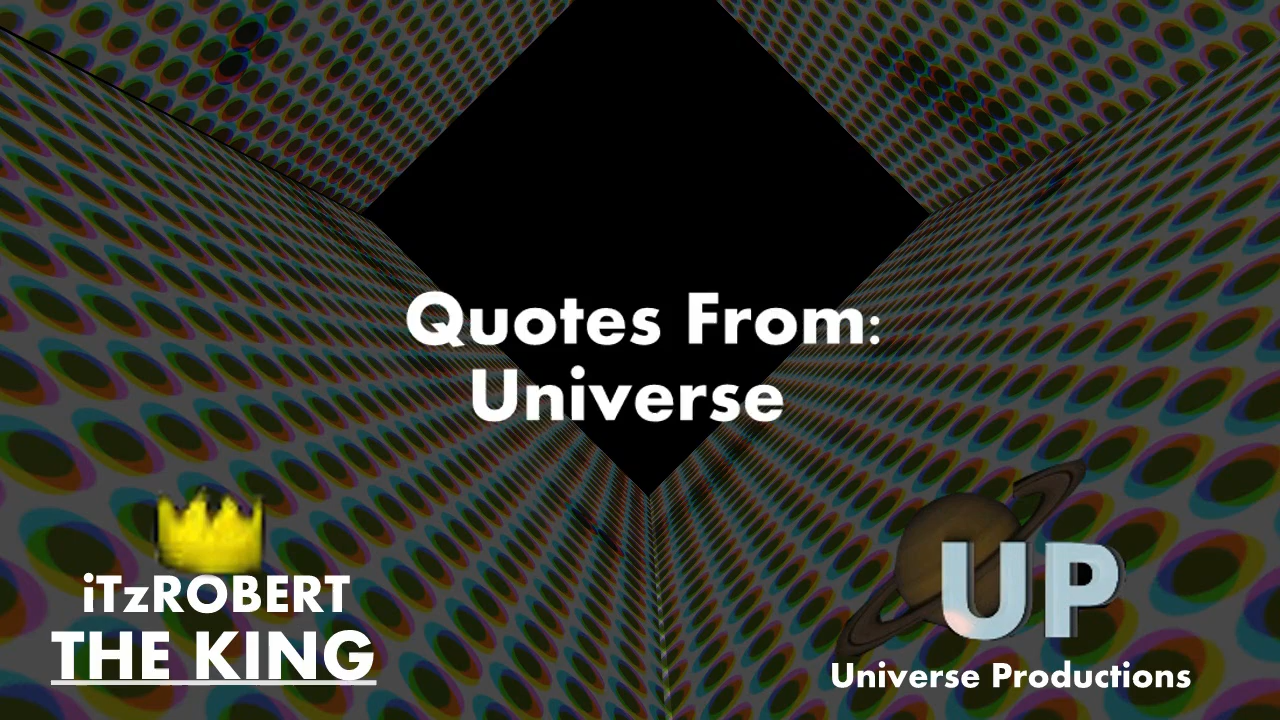 Quotes From:
Universe
iTzROBERT
THE KING
UP
Universe Productions